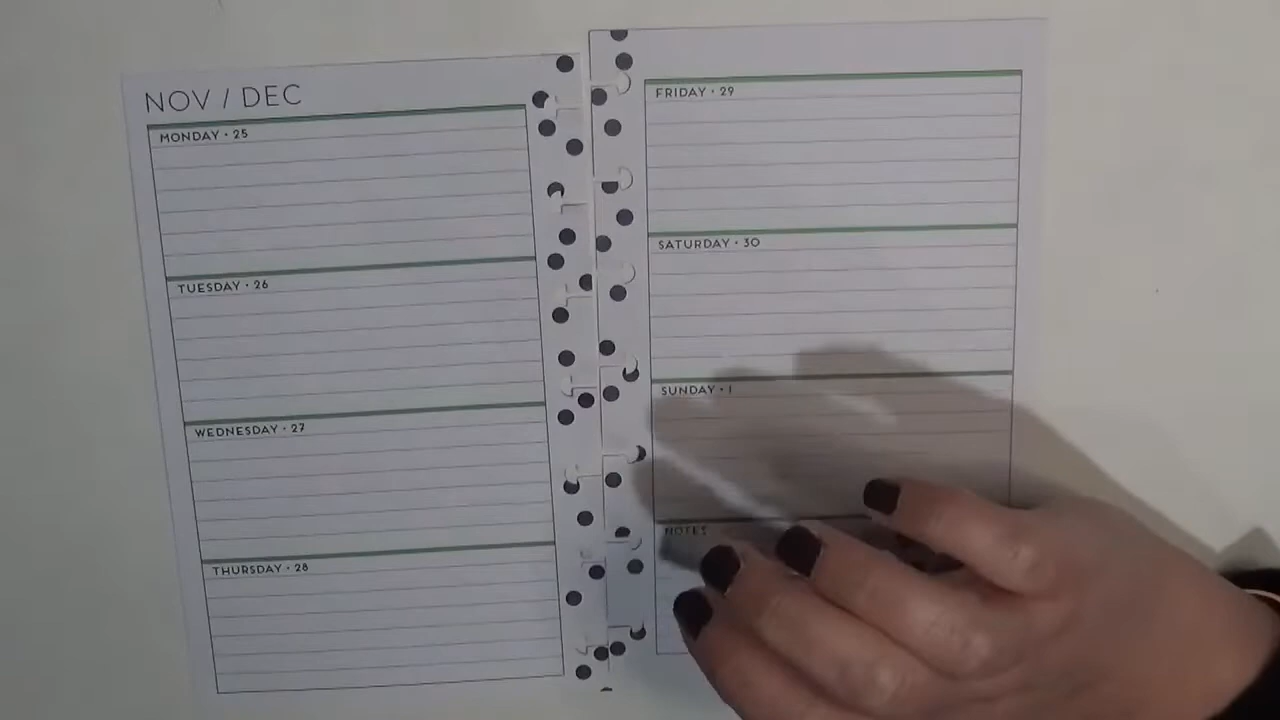 NOV / DEC
MONDAY • 25
TUESDAY • 26
WEDNESDAY • 27
THURSDAY • 28
FRIDAY • 29
SATURDAY • 30
SUNDAY • 1
NOTES